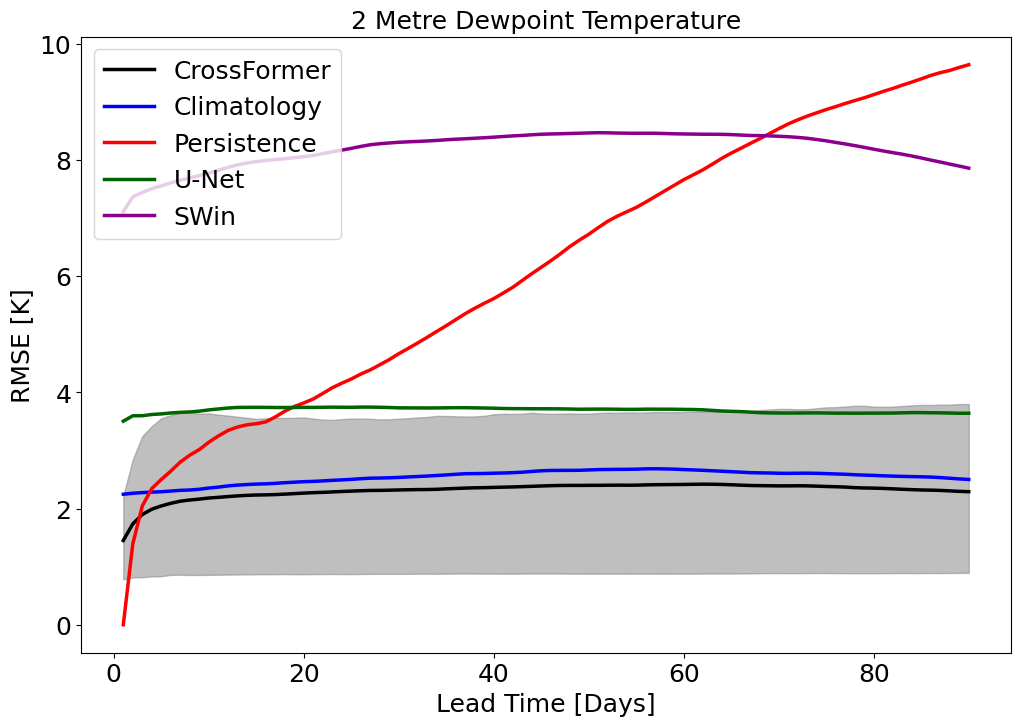 2 Metre Dewpoint Temperature
10
8
6
4
2
0
RMSE [K]
CrossFormer
Climatology
Persistence
U-Net
SWin
0 20 40 60 80
Lead Time [Days]